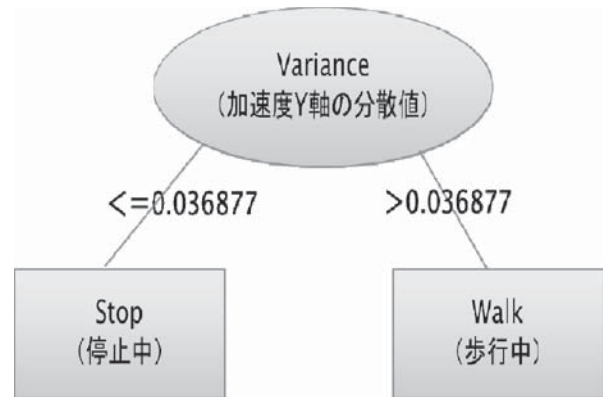 Variance
（加速度Y軸の分散値）
<=0.036877
>0.036877
Stop
（停止中）
Walk
（歩行中）